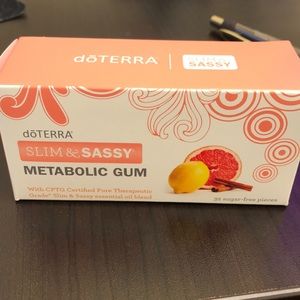 dōTERRA | SLIM & SASSY
dōTERRA®
SLIM & SASSY®
METABOLIC GUM
With CPTG Certified Pure Therapeutic
Grade® Slim & Sassy essential oil blend
32 sugar-free pieces